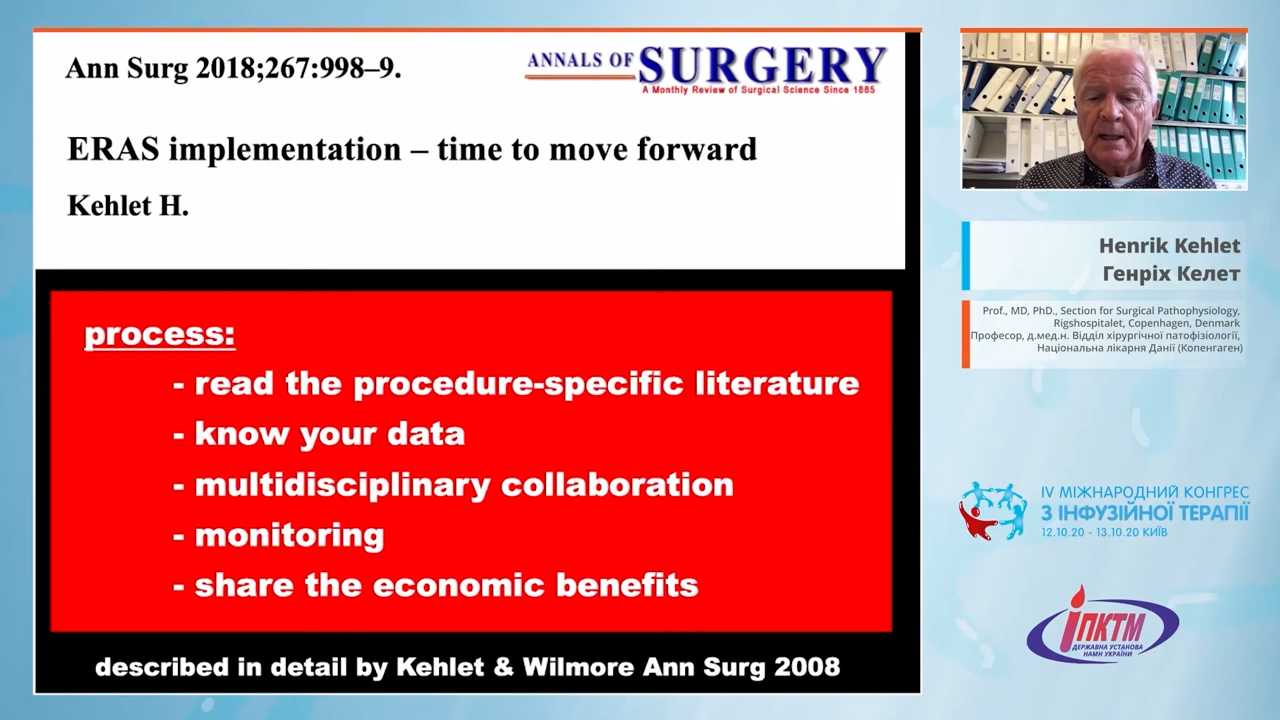 Ann Surg 2018;267:998–9.
ANNALS OF SURGERY
A Monthly Review of Surgical Science Since 1885
ERAS implementation – time to move forward
Kehlet H.
process:
- read the procedure-specific literature
- know your data
- multidisciplinary collaboration
- monitoring
- share the economic benefits
described in detail by Kehlet & Wilmore Ann Surg 2008
Henrik Kehlet
Генріх Келет
Prof., MD, PhD., Section for Surgical Pathophysiology,
Rigshospitalet, Copenhagen, Denmark
Професор, д.мед.н. Відділ хірургічної патофізіології,
Національна лікарня Данії (Копенгаген)
IV МІЖНАРОДНИЙ КОНГРЕС
З ІНФУЗІЙНОЇ ТЕРАПІЇ
12.10.20 - 13.10.20 КИЇВ
ІПКТМ
ДЕРЖАВНА УСТАНОВА
НАМН УКРАЇНИ